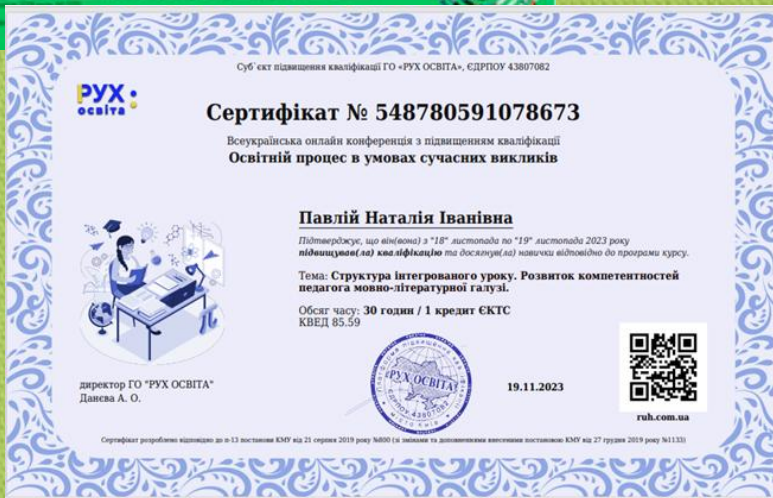 Суб`єкт підвищення кваліфікації ГО «РУХ ОСВІТА», ЄДРПОУ 43807082
РУХ
освіта
Сертифікат № 548780591078673
Всеукраїнська онлайн конференція з підвищенням кваліфікації
Освітній процес в умовах сучасних викликів
Павлій Наталія Іванівна
Підтверджує, що він(вона) з "18" листопада по "19" листопада 2023 року
підвищував(ла) кваліфікацію та досягнув(ла) навички відповідно до програми курсу.
Тема: Структура інтегрованого уроку. Розвиток компетентностей
педагога мовно-літературної галузі.
Обсяг часу: 30 годин / 1 кредит ЄКТС
КВЕД 85.59
директор ГО "РУХ ОСВІТА"
Данєва А. О.
РУХ ОСВІТА
ЄДРПОУ 43807082
місто Київ
19.11.2023
ruh.com.ua
Сертифікат розроблено відповідно до п-13 постанови КМУ від 21 серпня 2019 року №800 (зі змінами та доповненнями внесеними постановою КМУ від 27 грудня 2019 року №1133)